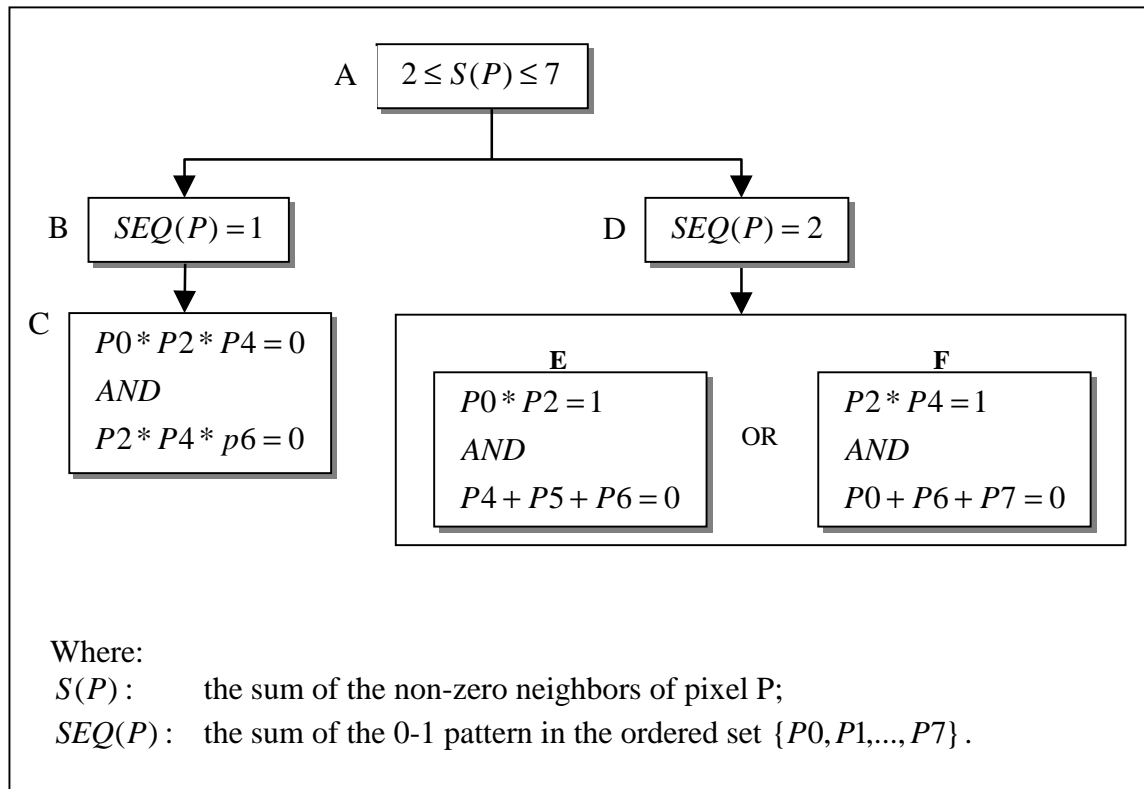 A
2 ≤ S(P) ≤ 7
B
SEQ(P) = 1
D
SEQ(P) = 2
C
P0 * P2 * P4 = 0
AND
P2 * P4 * p6 = 0
E
P0 * P2 = 1
AND
P4 + P5 + P6 = 0
OR
F
P2 * P4 = 1
AND
P0 + P6 + P7 = 0
Where:
S(P) : the sum of the non-zero neighbors of pixel P;
SEQ(P) : the sum of the 0-1 pattern in the ordered set {P0, P1,..., P7} .